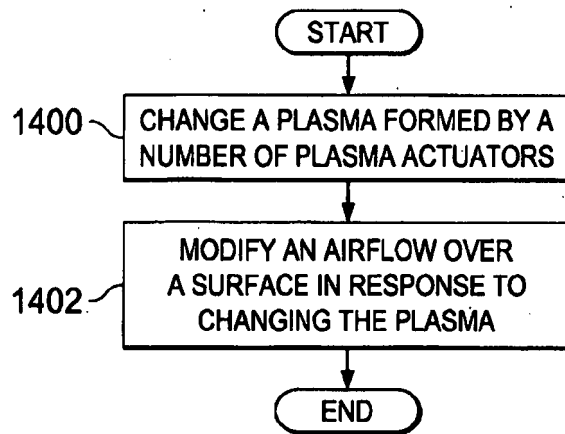 START
1400
CHANGE A PLASMA FORMED BY A
NUMBER OF PLASMA ACTUATORS
1402
MODIFY AN AIRFLOW OVER
A SURFACE IN RESPONSE TO
CHANGING THE PLASMA
END